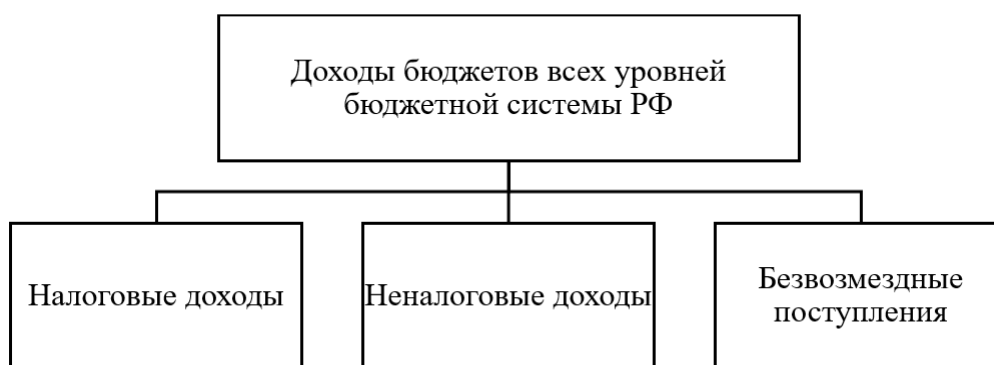 Доходы бюджетов всех уровней
бюджетной системы РФ
Налоговые доходы
Неналоговые доходы
Безвозмездные
поступления